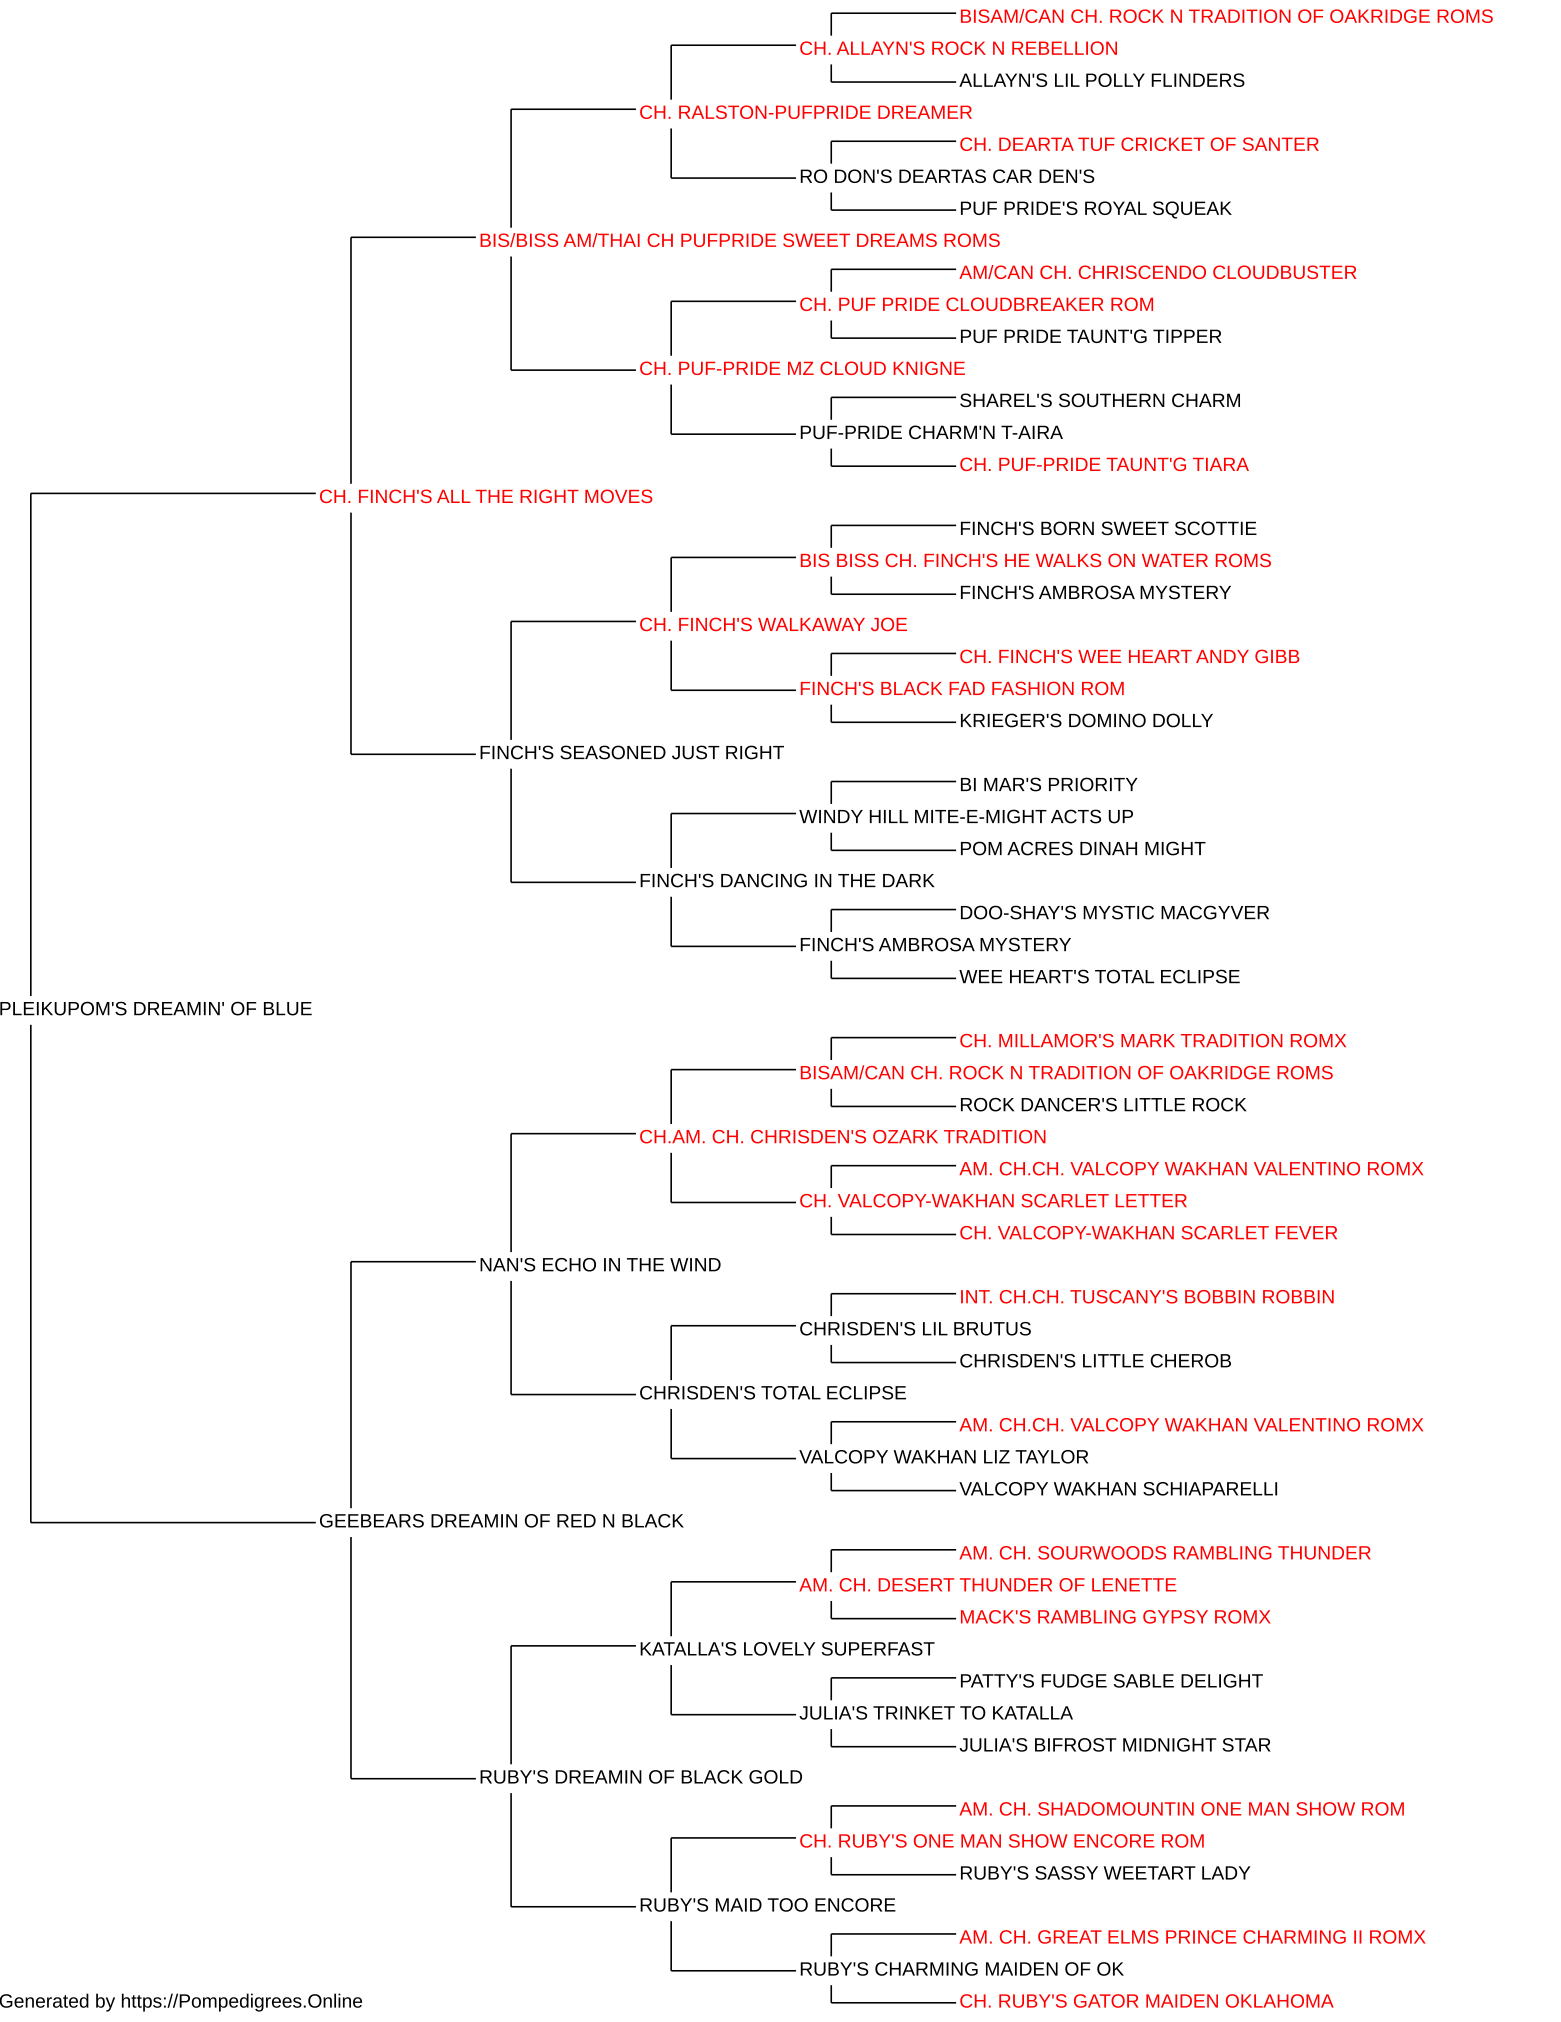 BISAM/CAN CH. ROCK N TRADITION OF OAKRIDGE ROMS
CH. ALLAYN'S ROCK N REBELLION
ALLAYN'S LIL POLLY FLINDERS
CH. RALSTON-PUFPRIDE DREAMER
CH. DEARTA TUF CRICKET OF SANTER
RO DON'S DEARTAS CAR DEN'S
PUF PRIDE'S ROYAL SQUEAK
BIS/BISS AM/THAI CH PUFPRIDE SWEET DREAMS ROMS
AM/CAN CH. CHRISCENDO CLOUDBUSTER
CH. PUF PRIDE CLOUDBREAKER ROM
PUF PRIDE TAUNT'G TIPPER
CH. PUF-PRIDE MZ CLOUD KNIGNE
SHAREL'S SOUTHERN CHARM
PUF-PRIDE CHARM'N T-AIRA
CH. PUF-PRIDE TAUNT'G TIARA
CH. FINCH'S ALL THE RIGHT MOVES
FINCH'S BORN SWEET SCOTTIE
BIS BISS CH. FINCH'S HE WALKS ON WATER ROMS
FINCH'S AMBROSA MYSTERY
CH. FINCH'S WALKAWAY JOE
CH. FINCH'S WEE HEART ANDY GIBB
FINCH'S BLACK FAD FASHION ROM
KRIEGER'S DOMINO DOLLY
FINCH'S SEASONED JUST RIGHT
BI MAR'S PRIORITY
WINDY HILL MITE-E-MIGHT ACTS UP
POM ACRES DINAH MIGHT
FINCH'S DANCING IN THE DARK
DOO-SHAY'S MYSTIC MACGYVER
FINCH'S AMBROSA MYSTERY
WEE HEART'S TOTAL ECLIPSE
PLEIKUPOM'S DREAMIN' OF BLUE
CH. MILLAMOR'S MARK TRADITION ROMX
BISAM/CAN CH. ROCK N TRADITION OF OAKRIDGE ROMS
ROCK DANCER'S LITTLE ROCK
CH.AM. CH. CHRISDEN'S OZARK TRADITION
AM. CH.CH. VALCOPY WAKHAN VALENTINO ROMX
CH. VALCOPY-WAKHAN SCARLET LETTER
CH. VALCOPY-WAKHAN SCARLET FEVER
NAN'S ECHO IN THE WIND
INT. CH.CH. TUSCANY'S BOBBIN ROBBIN
CHRISDEN'S LIL BRUTUS
CHRISDEN'S LITTLE CHEROB
CHRISDEN'S TOTAL ECLIPSE
AM. CH.CH. VALCOPY WAKHAN VALENTINO ROMX
VALCOPY WAKHAN LIZ TAYLOR
VALCOPY WAKHAN SCHIAPARELLI
GEEBEARS DREAMIN OF RED N BLACK
AM. CH. SOURWOODS RAMBLING THUNDER
AM. CH. DESERT THUNDER OF LENETTE
MACK'S RAMBLING GYPSY ROMX
KATALLA'S LOVELY SUPERFAST
PATTY'S FUDGE SABLE DELIGHT
JULIA'S TRINKET TO KATALLA
JULIA'S BIFROST MIDNIGHT STAR
RUBY'S DREAMIN OF BLACK GOLD
AM. CH. SHADOMOUNTIN ONE MAN SHOW ROM
CH. RUBY'S ONE MAN SHOW ENCORE ROM
RUBY'S SASSY WEETART LADY
RUBY'S MAID TOO ENCORE
AM. CH. GREAT ELMS PRINCE CHARMING II ROMX
RUBY'S CHARMING MAIDEN OF OK
CH. RUBY'S GATOR MAIDEN OKLAHOMA
Generated by https://Pompedigrees.Online